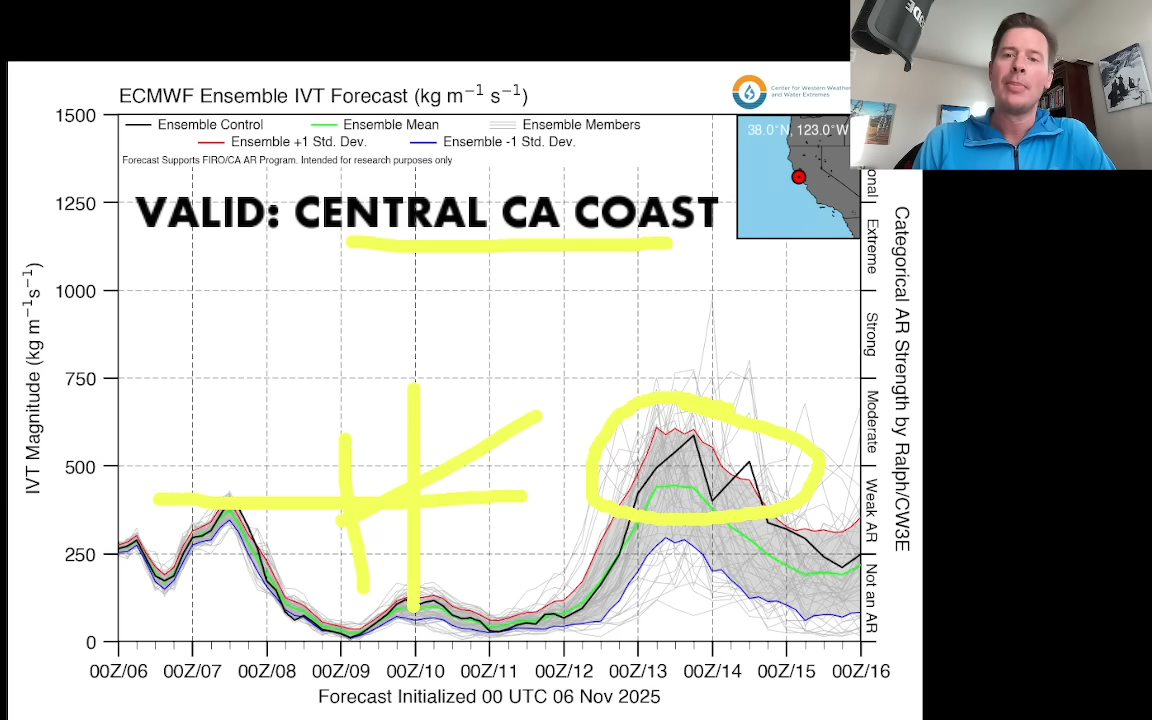 ECMWF Ensemble IVT Forecast (kg m⁻¹ s⁻¹)
Center for Western Weather
and Water Extremes
Ensemble Control
Ensemble Mean
Ensemble Members
Ensemble +1 Std. Dev.
Ensemble -1 Std. Dev.
Forecast Supports FIRO/CA AR Program. Intended for research purposes only
38.0°N, 123.0°W
VALID: CENTRAL CA COAST
IVT Magnitude (kg m⁻¹s⁻¹)
1500
1250
1000
750
500
250
0
Extreme
Strong
Moderate
Weak AR
Not an AR
Categorical AR Strength by Ralph/CW3E
00Z/06 00Z/07 00Z/08 00Z/09 00Z/10 00Z/11 00Z/12 00Z/13 00Z/14 00Z/15 00Z/16
Forecast Initialized 00 UTC 06 Nov 2025